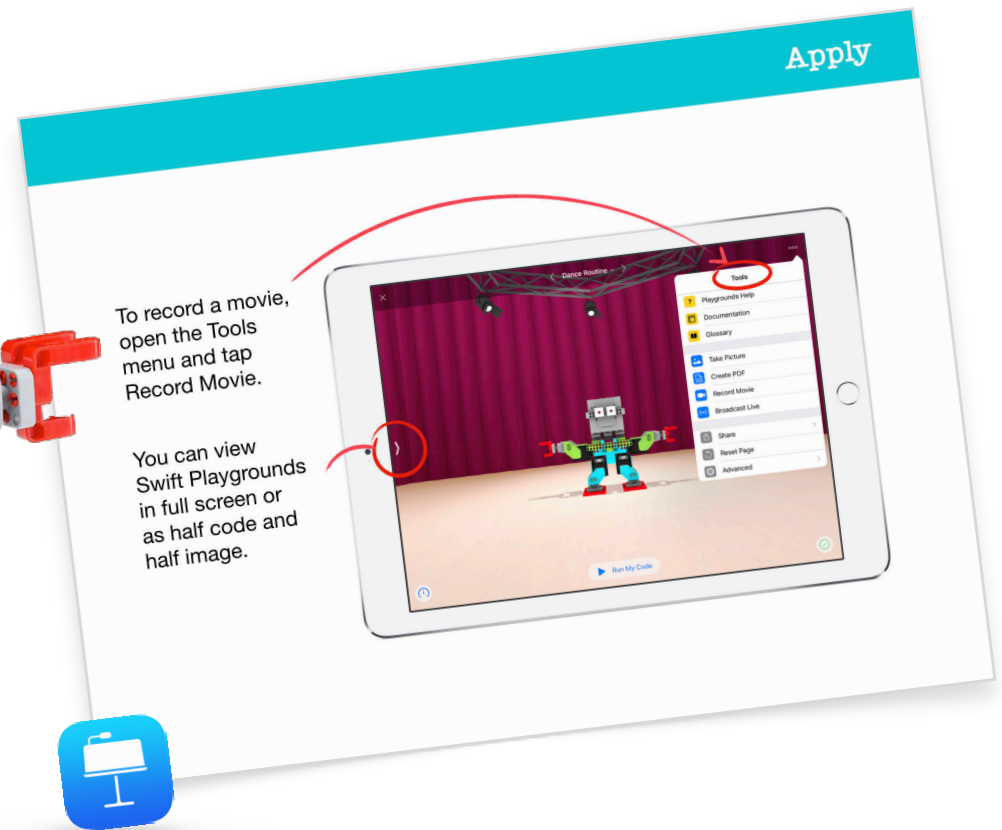 Apply
To record a movie,
open the Tools
menu and tap
Record Movie.
You can view
Swift Playgrounds
in full screen or
as half code and
half image.
Dance Routine
Tools
Playgrounds Help
Documentation
Glossary
Take Picture
Create PDF
Record Movie
Broadcast Live
Share
Reset Page
Advanced
Run My Code